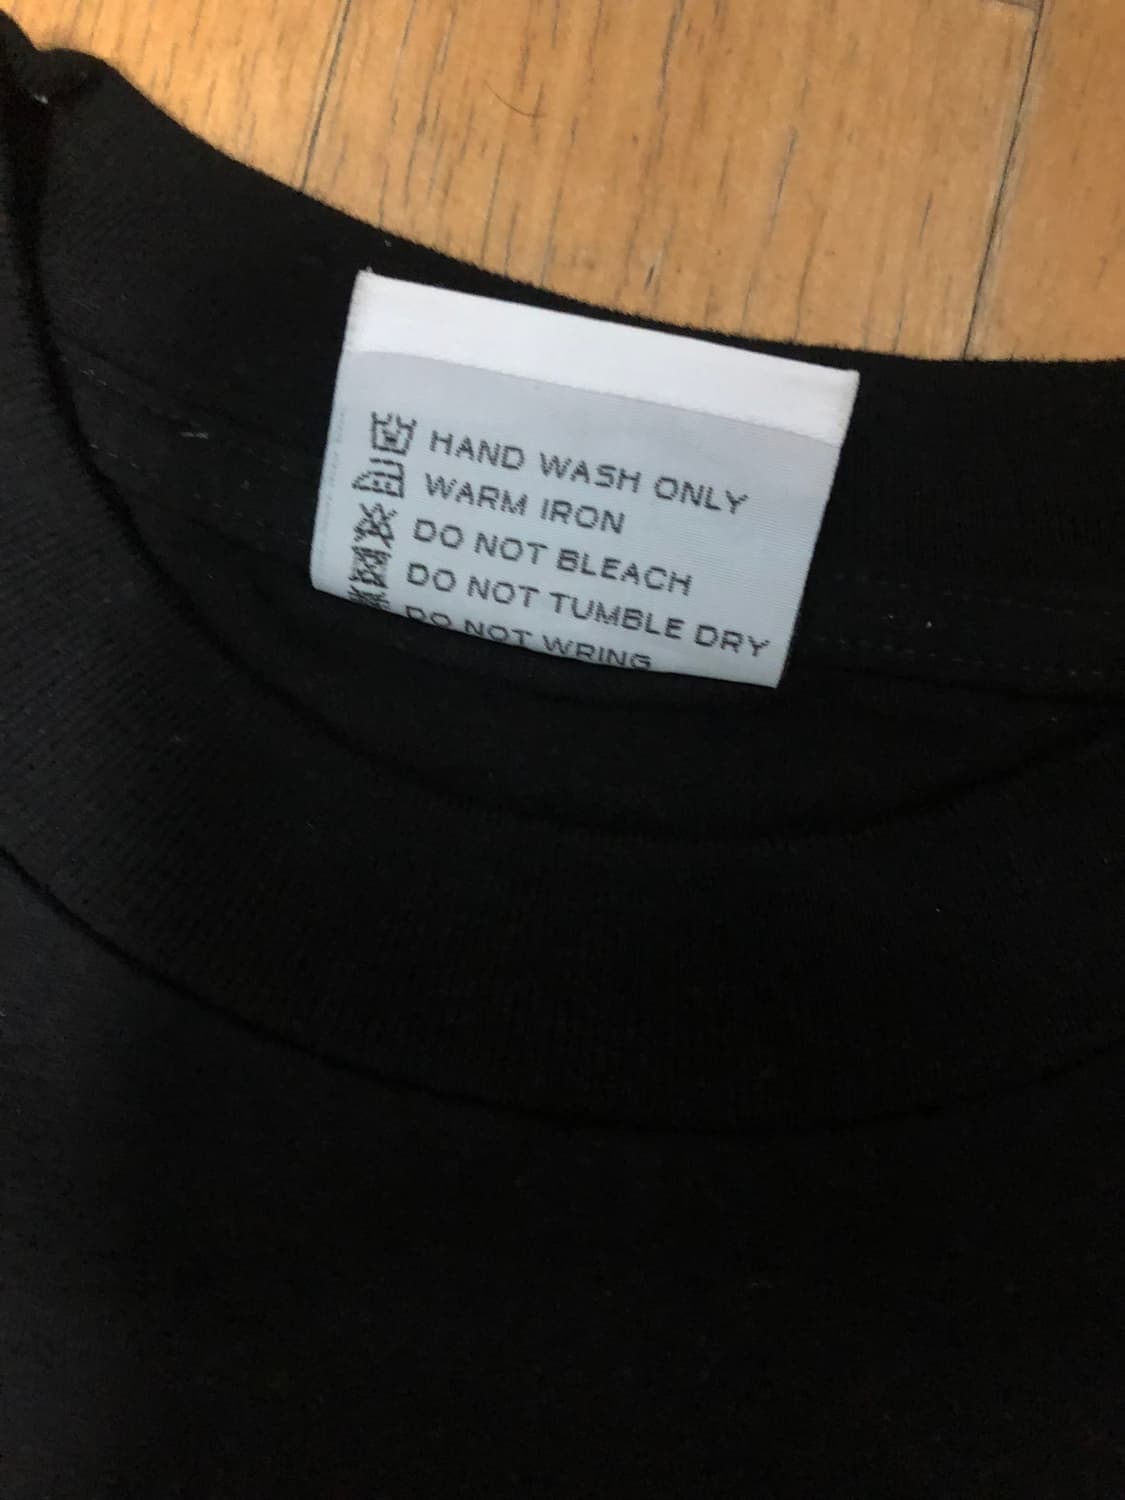 HAND WASH ONLY
WARM IRON
DO NOT BLEACH
DO NOT TUMBLE DRY
DO NOT WRING